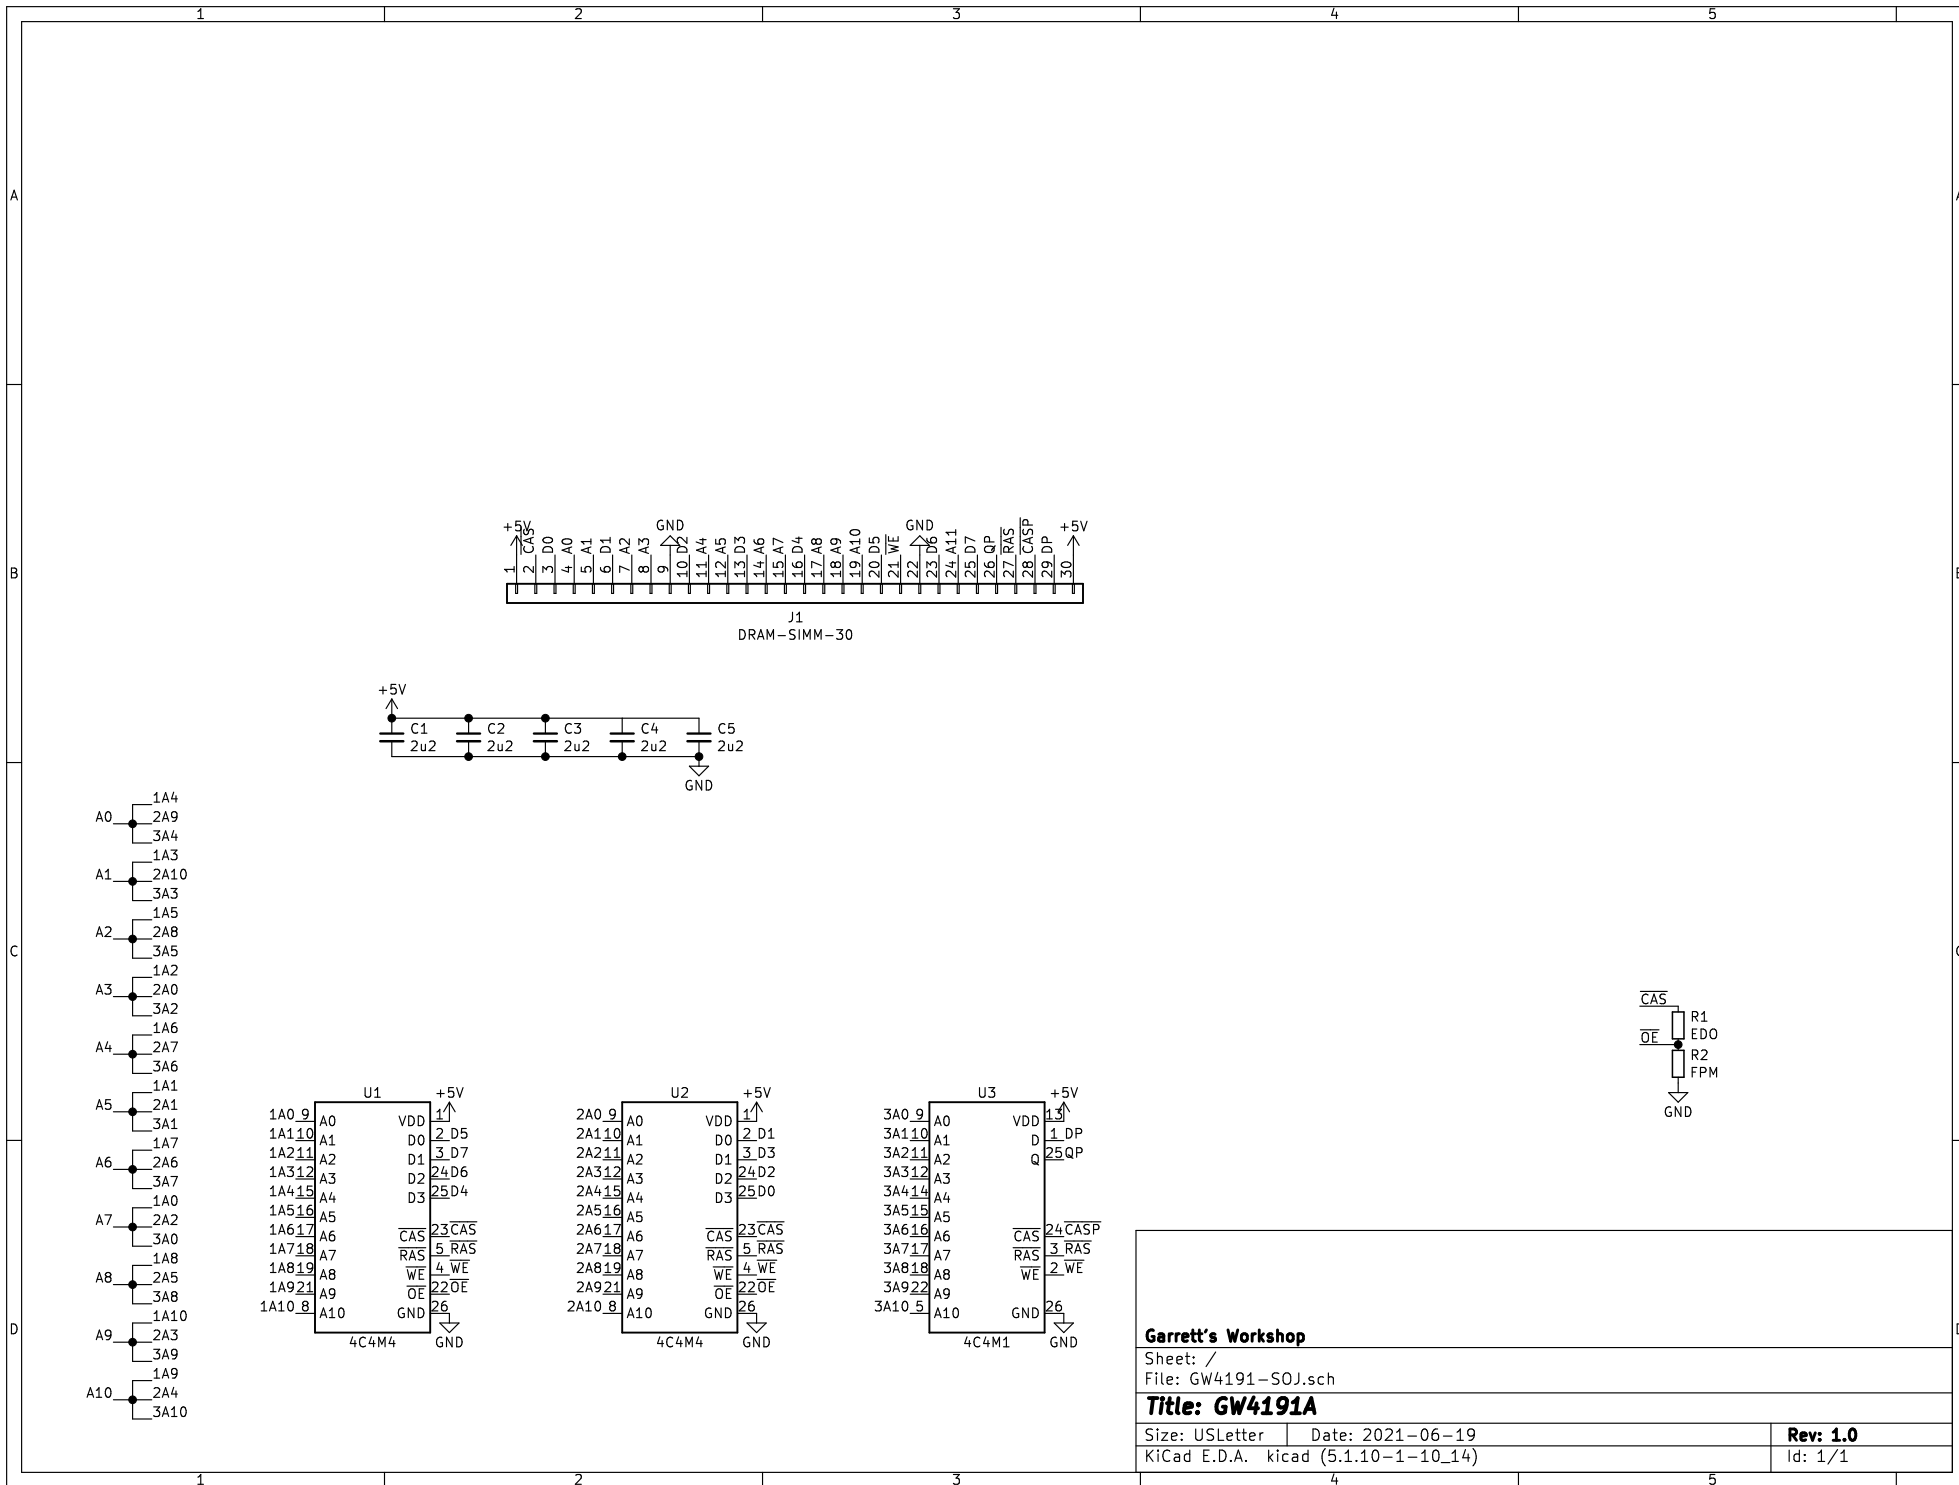 1 2 3 4 5
A
B
+5V
1
CAS
2
D0
3
A0
4
A1
5
D1
6
A2
7
A3
8
GND
9
D2
10
A4
11
A5
12
D3
13
A6
14
A7
15
D4
16
A8
17
A9
18
A10
19
D5
20
WE
21
GND
22
D6
23
A11
24
D7
25
QP
26
RAS
27
CASP
28
DP
29
+5V
30
J1
DRAM-SIMM-30
+5V
C1 C2 C3 C4 C5
2u2 2u2 2u2 2u2 2u2
GND
1A4
A0 2A9
3A4
1A3
A1 2A10
3A3
1A5
A2 2A8
3A5
C
1A2
A3 2A0
3A2
1A6
A4 2A7
3A6
1A1
A5 2A1
3A1
1A7
A6 2A6
3A7
1A0
A7 2A2
3A0
1A8
A8 2A5
3A8
1A10
A9 2A3
3A9
1A9
A10 2A4
3A10
CAS
R1
EDO
OE
R2
FPM
GND
U1 +5V
1A0 9 A0 VDD 1
1A1 10 A1 D0 2 D5
1A2 11 A2 D1 3 D7
1A3 12 A3 D2 24 D6
1A4 15 A4 D3 25 D4
1A5 16 A5
1A6 17 A6 CAS 23 CAS
1A7 18 A7 RAS 5 RAS
1A8 19 A8 WE 4 WE
1A9 21 A9 OE 22 OE
1A10 8 A10 GND 26
4C4M4 GND
U2 +5V
2A0 9 A0 VDD 1
2A1 10 A1 D0 2 D1
2A2 11 A2 D1 3 D3
2A3 12 A3 D2 24 D2
2A4 15 A4 D3 25 D0
2A5 16 A5
2A6 17 A6 CAS 23 CAS
2A7 18 A7 RAS 5 RAS
2A8 19 A8 WE 4 WE
2A9 21 A9 OE 22 OE
2A10 8 A10 GND 26
4C4M4 GND
U3 +5V
3A0 9 A0 VDD 13
3A1 10 A1 D 1 DP
3A2 11 A2 Q 25 QP
3A3 12 A3
3A4 14 A4
3A5 15 A5
3A6 16 A6 CAS 24 CASP
3A7 17 A7 RAS 3 RAS
3A8 18 A8 WE 2 WE
3A9 22 A9
3A10 5 A10 GND 26
4C4M1 GND
D
Garrett's Workshop
Sheet: /
File: GW4191-SOJ.sch
Title: GW4191A
Size: USLetter Date: 2021-06-19 Rev: 1.0
KiCad E.D.A. kicad (5.1.10-1-10_14) Id: 1/1
1 2 3 4 5